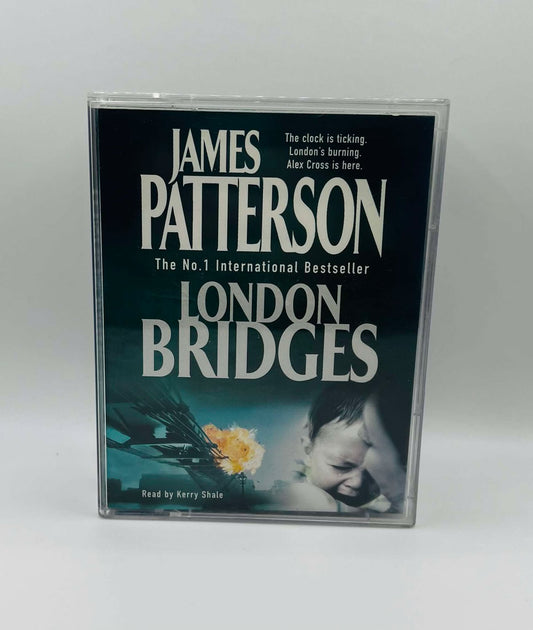 JAMES
PATTERSON
The clock is ticking.
London's burning.
Alex Cross is here.
The No.1 International Bestseller
LONDON
BRIDGES
Read by Kerry Shale